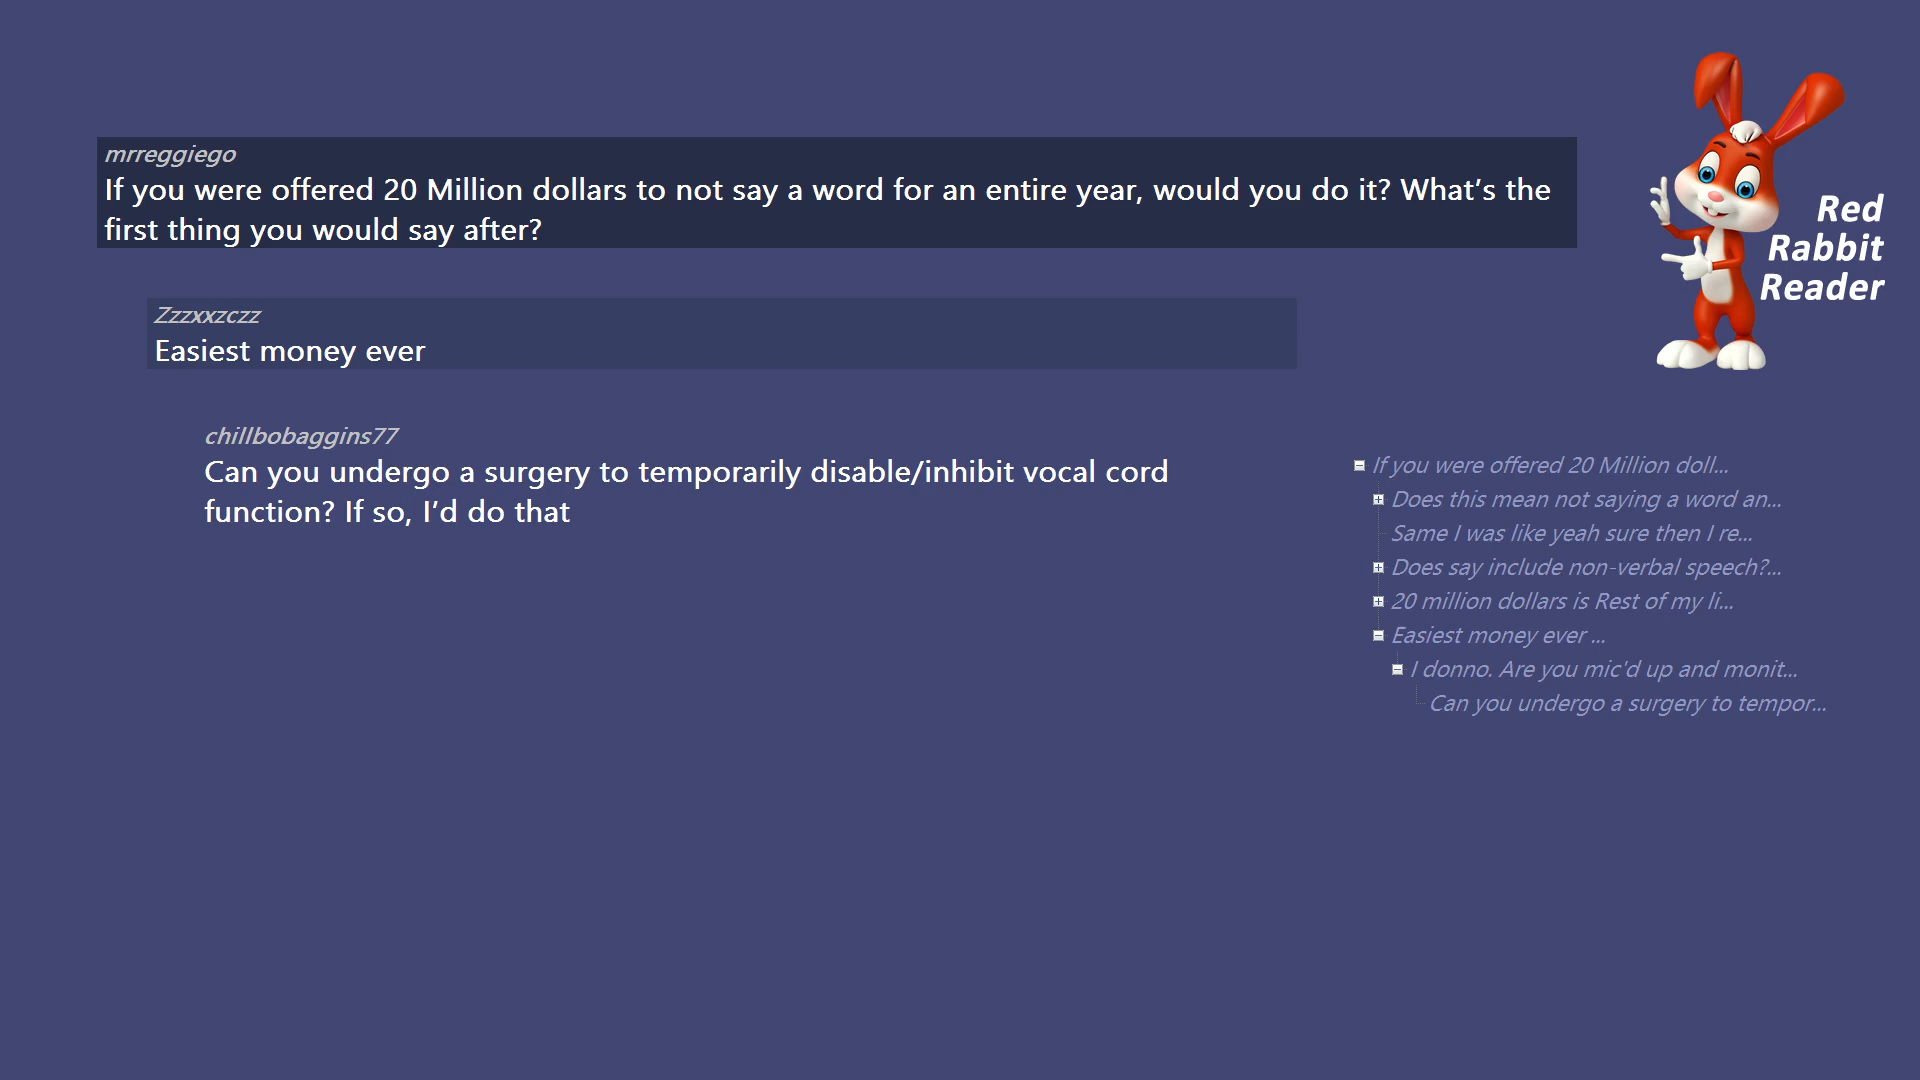 mrreggiego
If you were offered 20 Million dollars to not say a word for an entire year, would you do it? What’s the
first thing you would say after?
Zzzxxzczz
Easiest money ever
chillbobaggins77
Can you undergo a surgery to temporarily disable/inhibit vocal cord
function? If so, I’d do that
Red
Rabbit
Reader
If you were offered 20 Million doll...
Does this mean not saying a word an...
Same I was like yeah sure then I re...
Does say include non-verbal speech?...
20 million dollars is Rest of my li...
Easiest money ever ...
I donno. Are you mic'd up and monit...
Can you undergo a surgery to tempor...